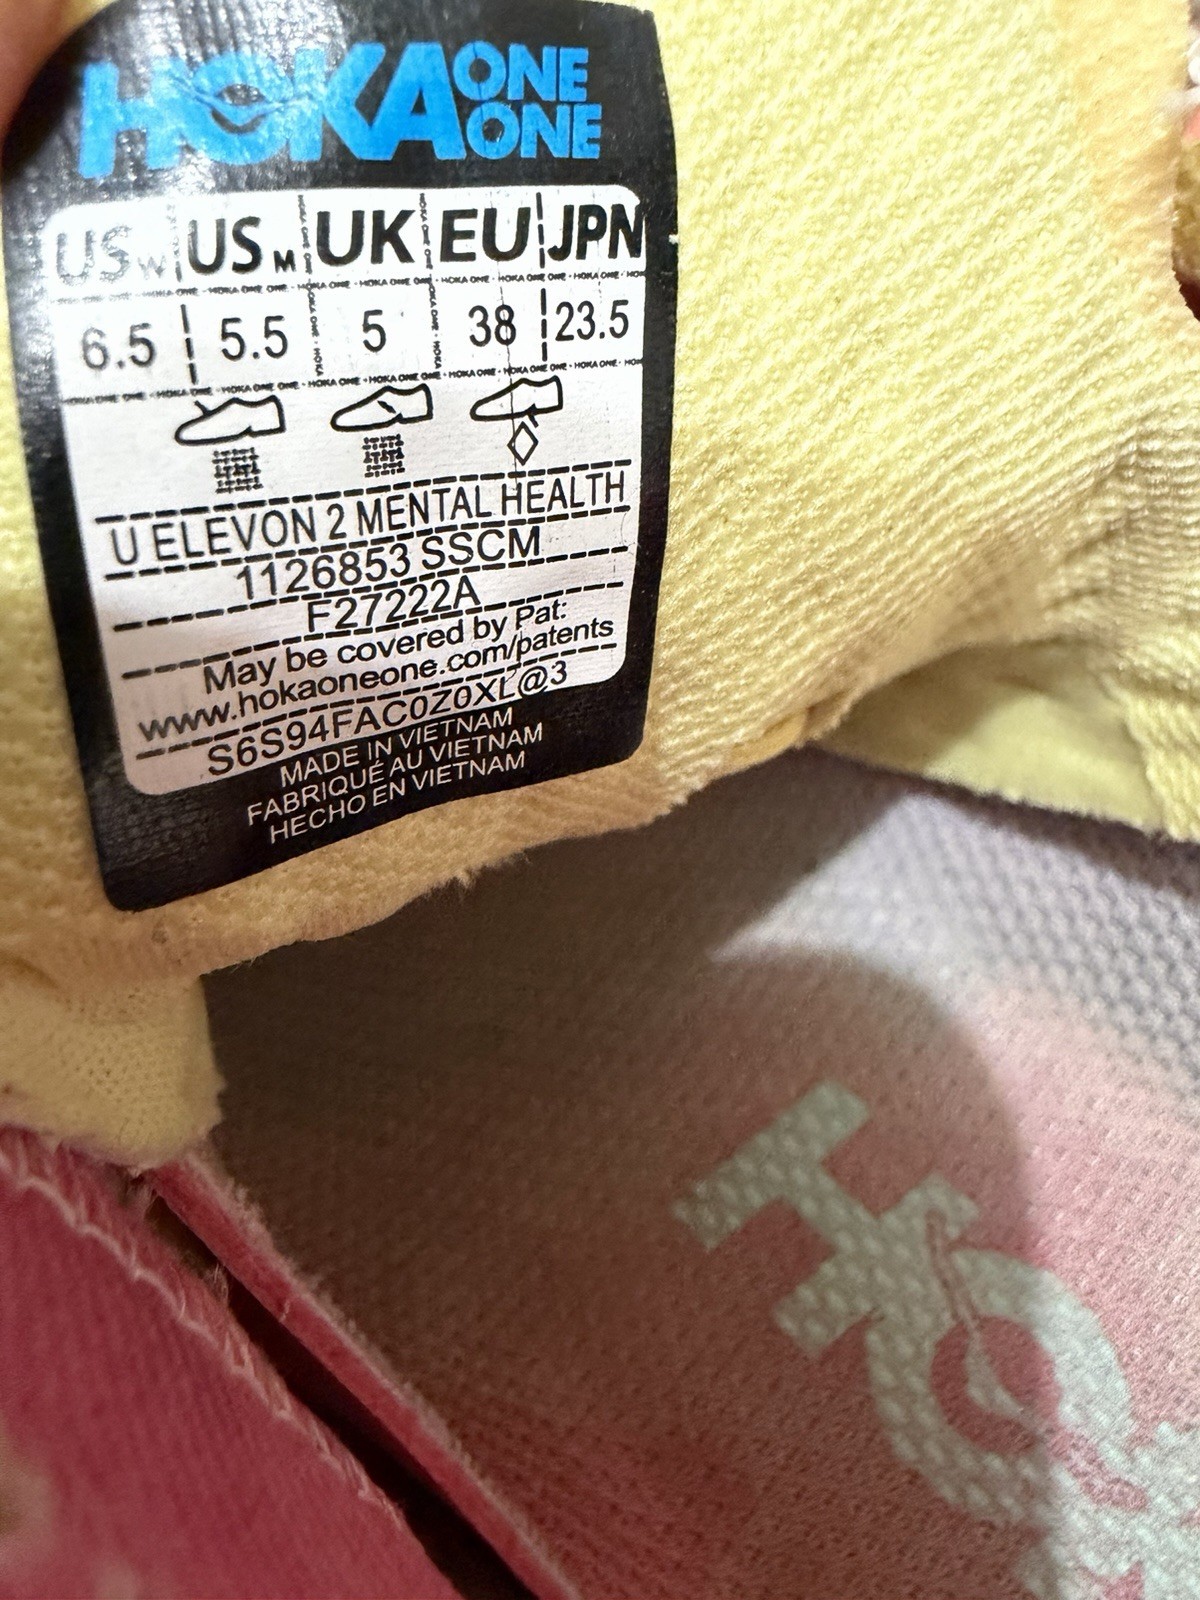 HOKA ONE ONE
US W US M UK EU JPN
6.5 5.5 5 38 23.5
U ELEVON 2 MENTAL HEALTH
1126853 SSCM
F27222A
May be covered by Pat:
www.hokaoneone.com/patents
S6S94FAC0Z0XL@3
MADE IN VIETNAM
FABRIQUÉ AU VIETNAM
HECHO EN VIETNAM
HO